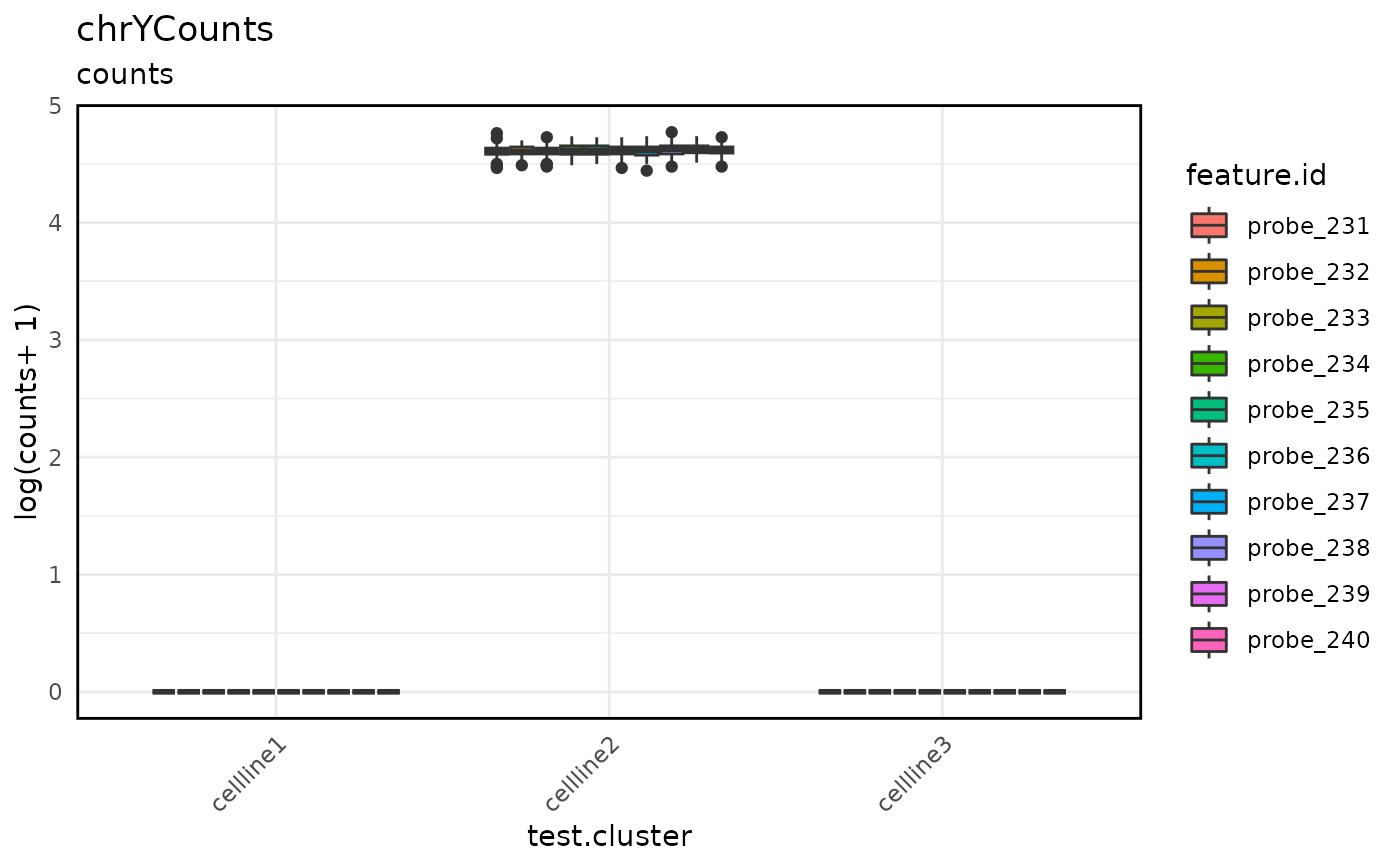 chrYCounts
counts
5
4
3
2
1
0
log(counts+ 1)
cellline1
cellline2
cellline3
test.cluster
feature.id
probe_231
probe_232
probe_233
probe_234
probe_235
probe_236
probe_237
probe_238
probe_239
probe_240